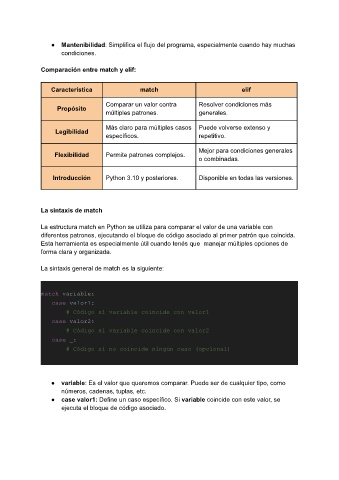 ● Mantenibilidad: Simplifica el flujo del programa, especialmente cuando hay muchas
condiciones.
Comparación entre match y elif:
Característica match elif
Propósito Comparar un valor contra múltiples patrones. Resolver condiciones más generales.
Legibilidad Más claro para múltiples casos específicos. Puede volverse extenso y repetitivo.
Flexibilidad Permite patrones complejos. Mejor para condiciones generales o combinadas.
Introducción Python 3.10 y posteriores. Disponible en todas las versiones.
La sintaxis de match
La estructura match en Python se utiliza para comparar el valor de una variable con
diferentes patrones, ejecutando el bloque de código asociado al primer patrón que coincida.
Esta herramienta es especialmente útil cuando tenés que manejar múltiples opciones de
forma clara y organizada.
La sintaxis general de match es la siguiente:
match variable:
case valor1:
# Código si variable coincide con valor1
case valor2:
# Código si variable coincide con valor2
case _:
# Código si no coincide ningún caso (opcional)
● variable: Es el valor que queremos comparar. Puede ser de cualquier tipo, como
números, cadenas, tuplas, etc.
● case valor1: Define un caso específico. Si variable coincide con este valor, se
ejecuta el bloque de código asociado.